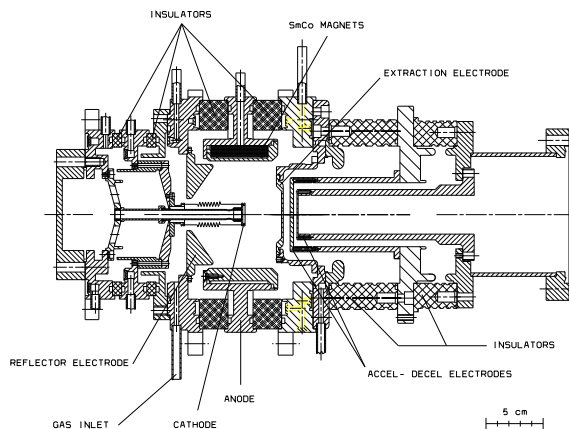 INSULATORS
SmCo MAGNETS
EXTRACTION ELECTRODE
REFLECTOR ELECTRODE
INSULATORS
ACCEL- DECEL ELECTRODES
ANODE
GAS INLET
CATHODE
5 cm